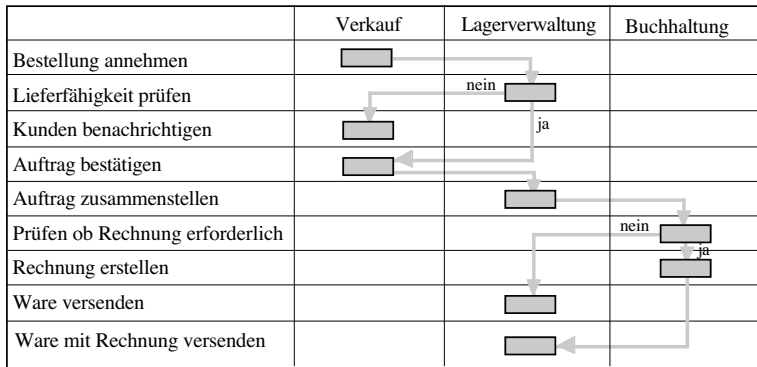 Verkauf Lagerverwaltung Buchhaltung
Bestellung annehmen
nein
Lieferfähigkeit prüfen
Kunden benachrichtigen ja
Auftrag bestätigen
Auftrag zusammenstellen
Prüfen ob Rechnung erforderlich nein
ja
Rechnung erstellen
Ware versenden
Ware mit Rechnung versenden